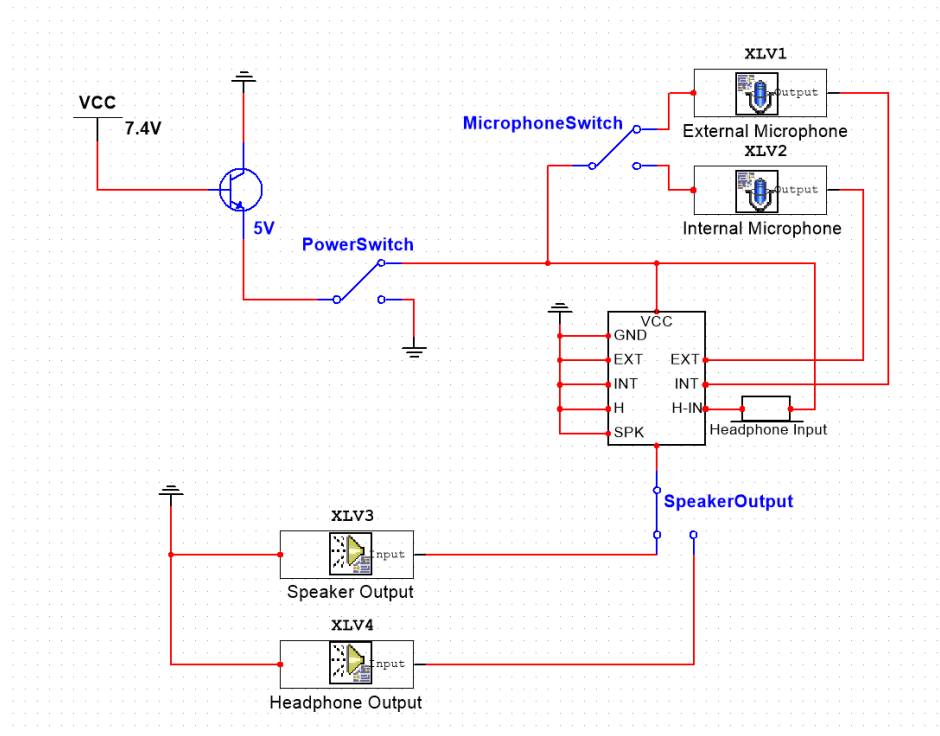 XLV1
VCC
7.4V
Output
MicrophoneSwitch
External Microphone
XLV2
Output
5V
Internal Microphone
PowerSwitch
VCC
GND
EXT
EXT
INT
INT
H
H-IN
SPK
Headphone Input
SpeakerOutput
XLV3
Input
Speaker Output
XLV4
Input
Headphone Output